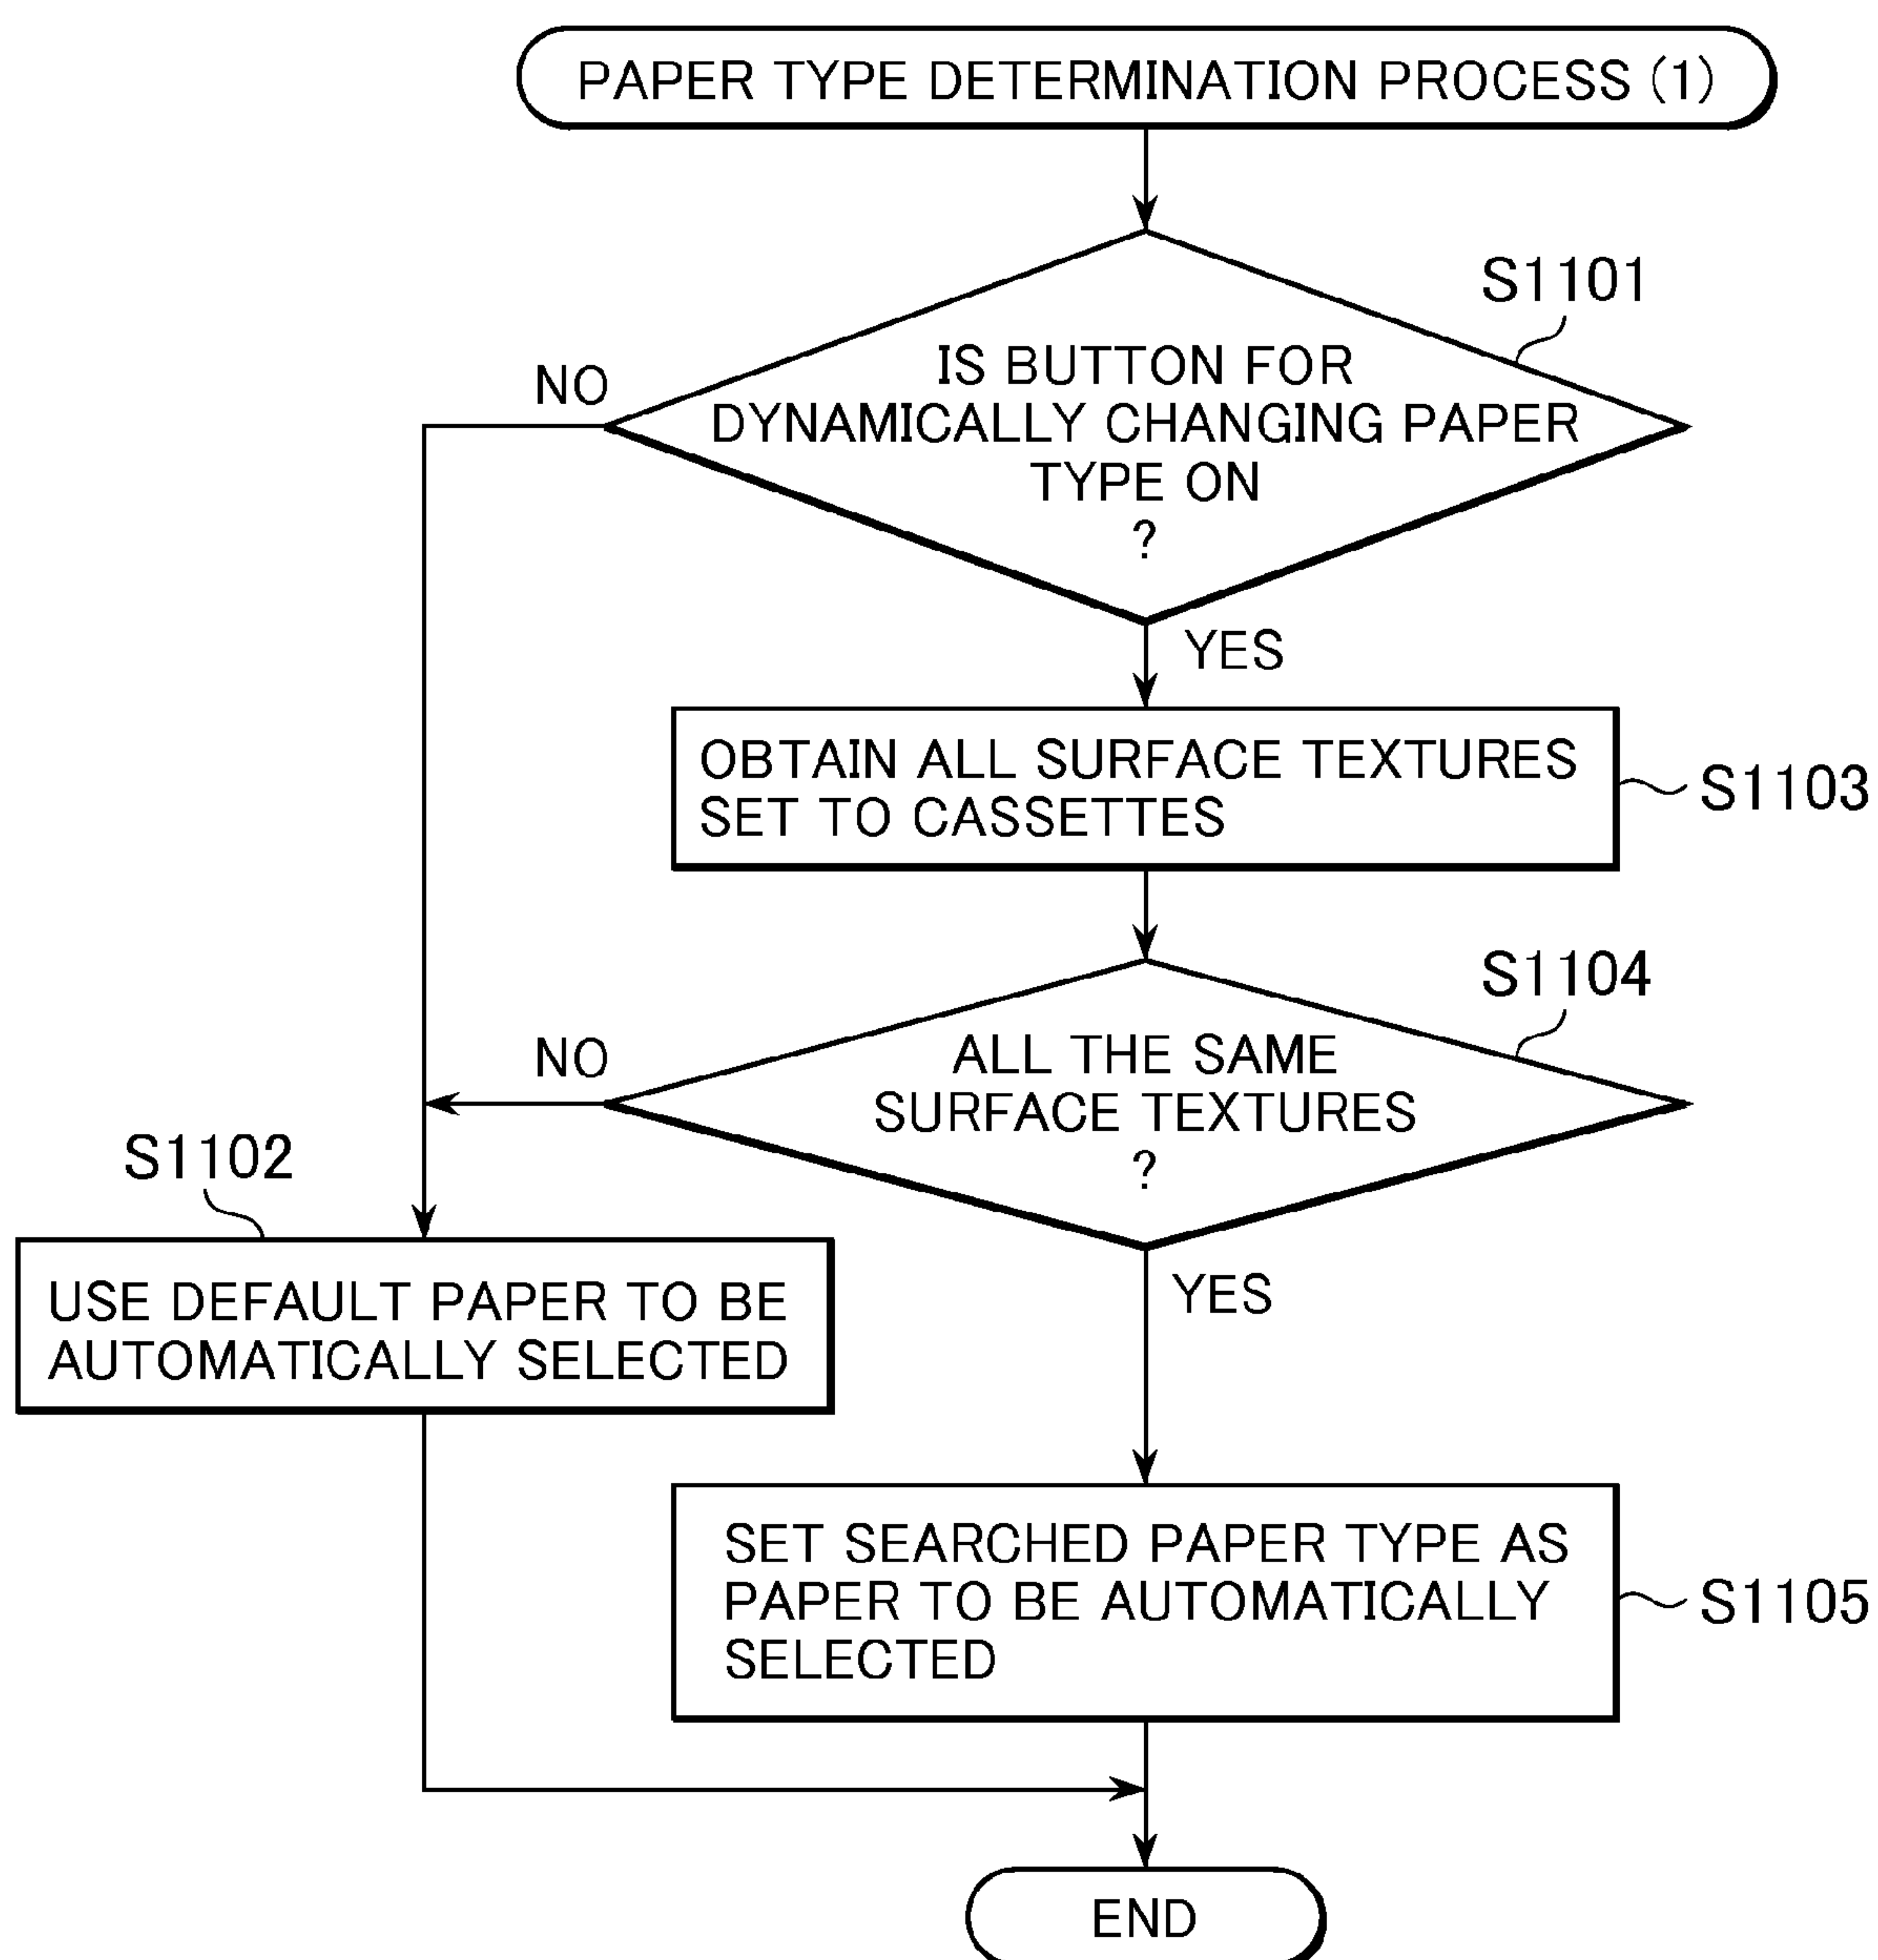 PAPER TYPE DETERMINATION PROCESS (1)
S1101
IS BUTTON FOR
DYNAMICALLY CHANGING PAPER
TYPE ON
?
NO
YES
OBTAIN ALL SURFACE TEXTURES
SET TO CASSETTES
S1103
S1104
ALL THE SAME
SURFACE TEXTURES
?
NO
YES
S1102
USE DEFAULT PAPER TO BE
AUTOMATICALLY SELECTED
SET SEARCHED PAPER TYPE AS
PAPER TO BE AUTOMATICALLY
SELECTED
S1105
END